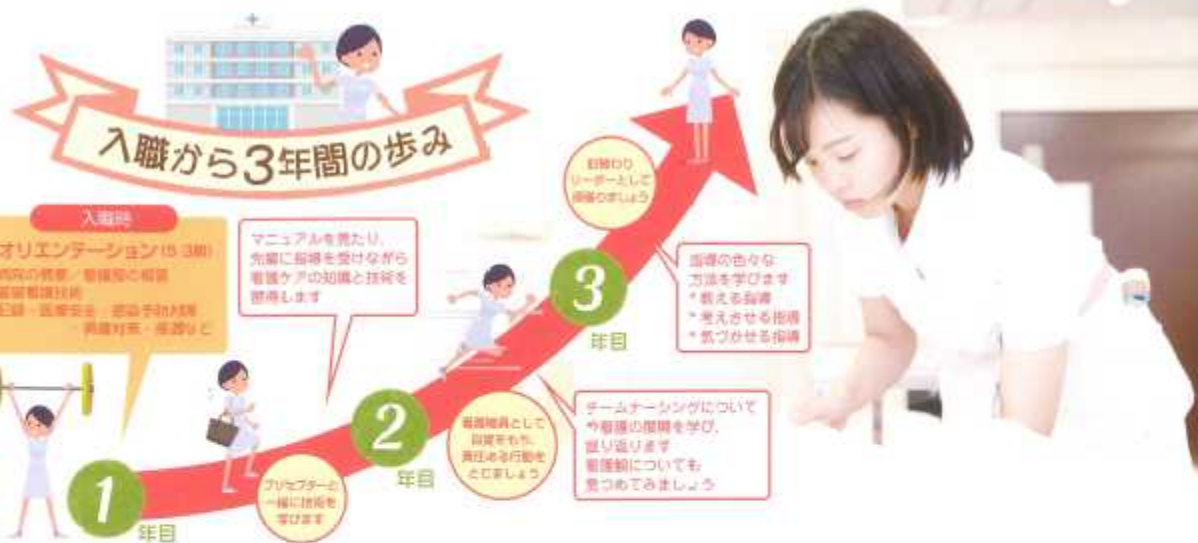 入職から3年間の歩み
入職時
オリエンテーション
病院の概要/看護部の概要
基礎看護技術
記録・医療安全・感染予防対策
マニュアルを見たり、
先輩に指導を受けながら
看護ケアの知識と技術を
習得します
1
年目
プリセプターと
一緒に技術を
学びます
2
年目
看護職員として
自覚をもち、
責任ある行動を
とじましょう
チームナーシングについて
や看護の展開を学び、
振り返ります
看護観についても
見つめてみましょう
3
年目
日替わり
リーダーとして
頑張りましょう
指導の色々な
方法を学びます
*教える指導
*考えさせる指導
*気づかせる指導